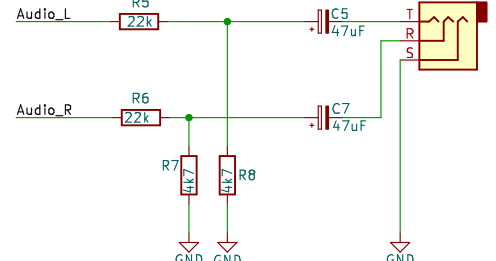 R5
Audio_L
22k
C5
47uF
T
R
S
Audio_R
R6
22k
C7
47uF
R7
4k7
4k7
R8
GND
GND
GND